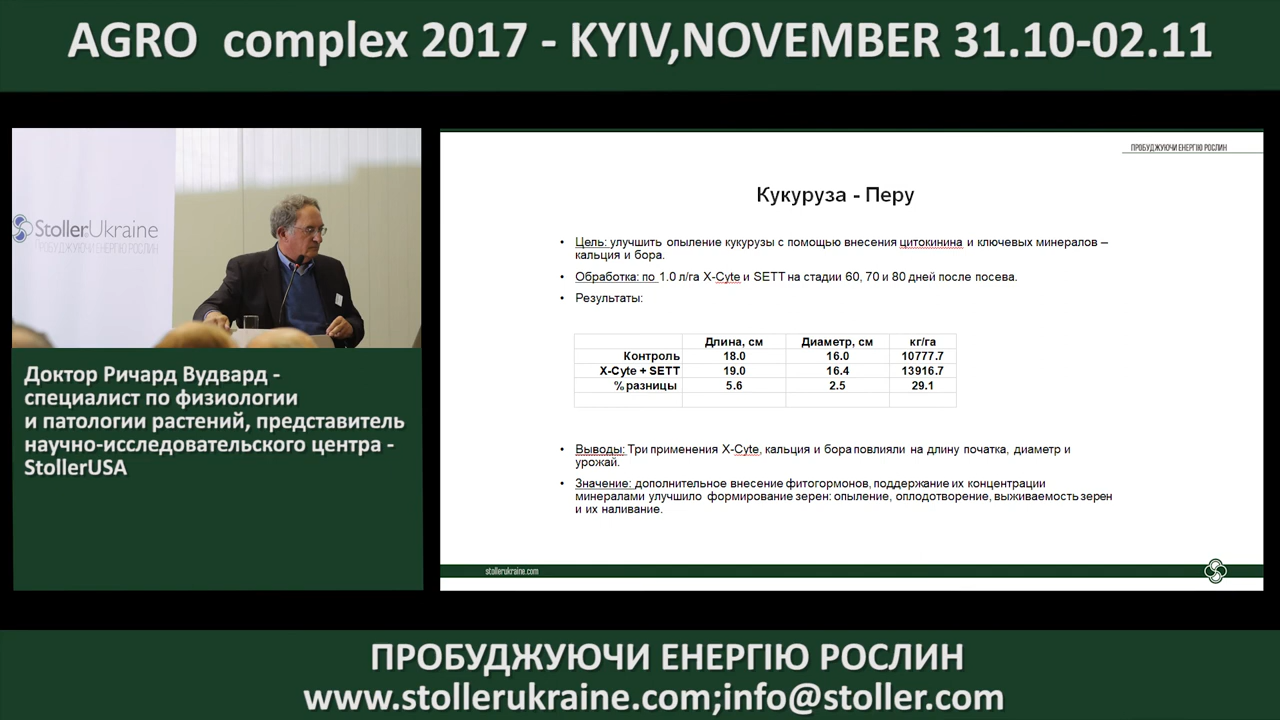 AGRO complex 2017 - KYIV,NOVEMBER 31.10-02.11
Stoller Ukraine
ПРОБУДЖУЮЧИ ЕНЕРГІЮ РОСЛИН
Доктор Ричард Вудвард -
специалист по физиологии
и патологии растений, представитель
научно-исследовательского центра -
StollerUSA
ПРОБУДЖУЮЧИ ЕНЕРГІЮ РОСЛИН
Кукуруза - Перу
• Цель: улучшить опыление кукурузы с помощью внесения цитокинина и ключевых минералов –
кальция и бора.
• Обработка: по 1.0 л/га X-Cyte и SETT на стадии 60, 70 и 80 дней после посева.
• Результаты:
Длина, см Диаметр, см кг/га
Контроль 18.0 16.0 10777.7
X-Cyte + SETT 19.0 16.4 13916.7
% разницы 5.6 2.5 29.1
• Выводы: Три применения X-Cyte, кальция и бора повлияли на длину початка, диаметр и
урожай.
• Значение: дополнительное внесение фитогормонов, поддержание их концентрации
минералами улучшило формирование зерен: опыление, оплодотворение, выживаемость зерен
и их наливание.
stollerukraine.com
ПРОБУДЖУЮЧИ ЕНЕРГІЮ РОСЛИН
www.stollerukraine.com;info@stoller.com